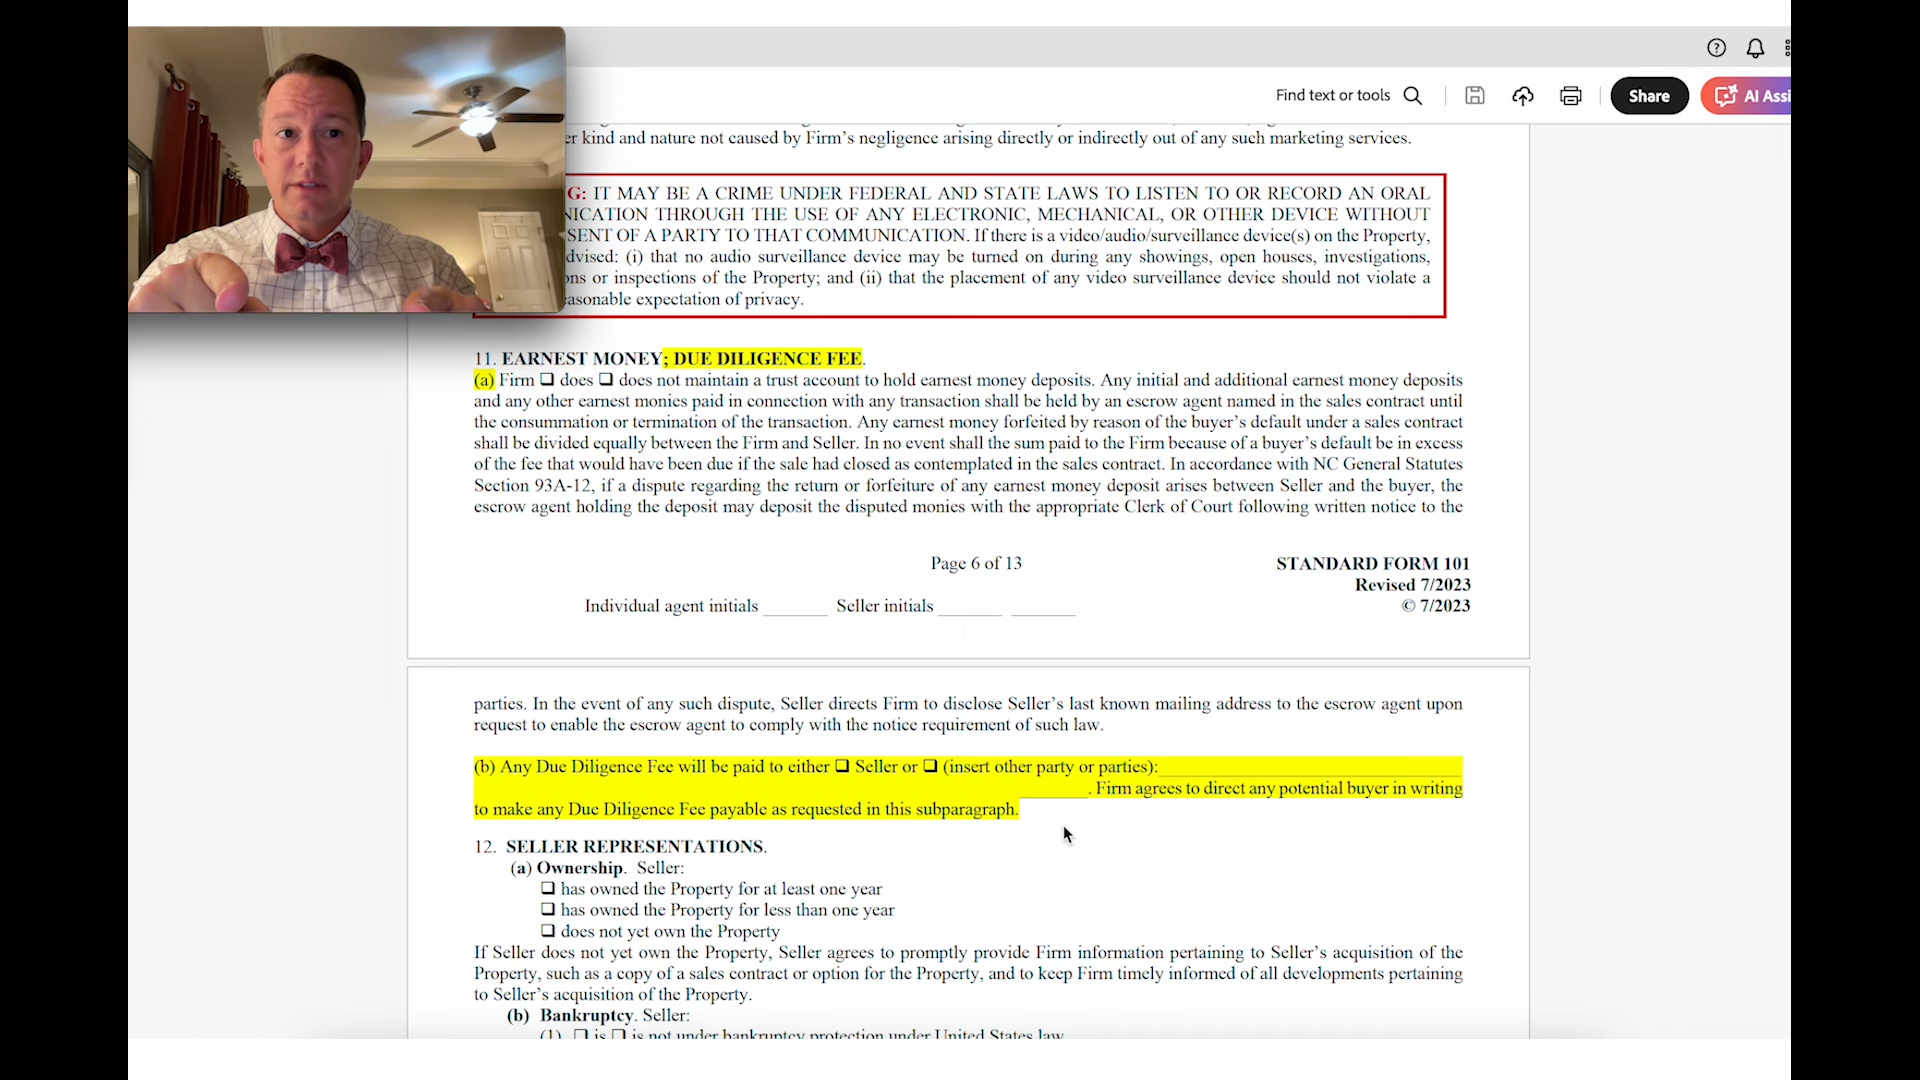 Find text or tools
Share
AI Assi
kind and nature not caused by Firm's negligence arising directly or indirectly out of any such marketing services.
G: IT MAY BE A CRIME UNDER FEDERAL AND STATE LAWS TO LISTEN TO OR RECORD AN ORAL
NICATION THROUGH THE USE OF ANY ELECTRONIC, MECHANICAL, OR OTHER DEVICE WITHOUT
SENT OF A PARTY TO THAT COMMUNICATION. If there is a video/audio/surveillance device(s) on the Property,
dvised: (i) that no audio surveillance device may be turned on during any showings, open houses, investigations,
ons or inspections of the Property; and (ii) that the placement of any video surveillance device should not violate a
easonable expectation of privacy.
11. EARNEST MONEY; DUE DILIGENCE FEE.
(a) Firm ❑ does ❑ does not maintain a trust account to hold earnest money deposits. Any initial and additional earnest money deposits
and any other earnest monies paid in connection with any transaction shall be held by an escrow agent named in the sales contract until
the consummation or termination of the transaction. Any earnest money forfeited by reason of the buyer's default under a sales contract
shall be divided equally between the Firm and Seller. In no event shall the sum paid to the Firm because of a buyer's default be in excess
of the fee that would have been due if the sale had closed as contemplated in the sales contract. In accordance with NC General Statutes
Section 93A-12, if a dispute regarding the return or forfeiture of any earnest money deposit arises between Seller and the buyer, the
escrow agent holding the deposit may deposit the disputed monies with the appropriate Clerk of Court following written notice to the
Page 6 of 13
STANDARD FORM 101
Revised 7/2023
Individual agent initials _______ Seller initials _______ _______
© 7/2023
parties. In the event of any such dispute, Seller directs Firm to disclose Seller's last known mailing address to the escrow agent upon
request to enable the escrow agent to comply with the notice requirement of such law.
(b) Any Due Diligence Fee will be paid to either ❑ Seller or ❑ (insert other party or parties):
_______. Firm agrees to direct any potential buyer in writing
to make any Due Diligence Fee payable as requested in this subparagraph.
12. SELLER REPRESENTATIONS.
(a) Ownership. Seller:
❑ has owned the Property for at least one year
❑ has owned the Property for less than one year
❑ does not yet own the Property
If Seller does not yet own the Property, Seller agrees to promptly provide Firm information pertaining to Seller's acquisition of the
Property, such as a copy of a sales contract or option for the Property, and to keep Firm timely informed of all developments pertaining
to Seller's acquisition of the Property.
(b) Bankruptcy. Seller:
(1) ❑ is ❑ is not under bankruptcy protection under United States law